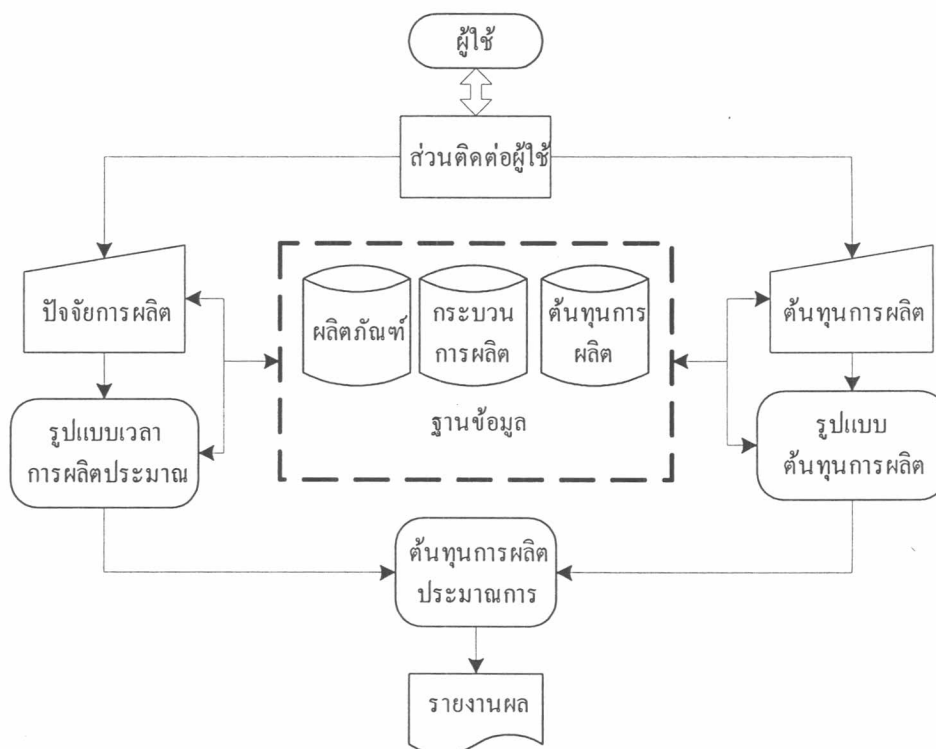 ผู้ใช้
ส่วนติดต่อผู้ใช้
ปัจจัยการผลิต
ผลิตภัณฑ์
กระบวน
การผลิต
ต้นทุนการ
ผลิต
ต้นทุนการผลิต
ฐานข้อมูล
รูปแบบเวลา
การผลิตประมาณ
รูปแบบ
ต้นทุนการผลิต
ต้นทุนการผลิต
ประมาณการ
รายงานผล